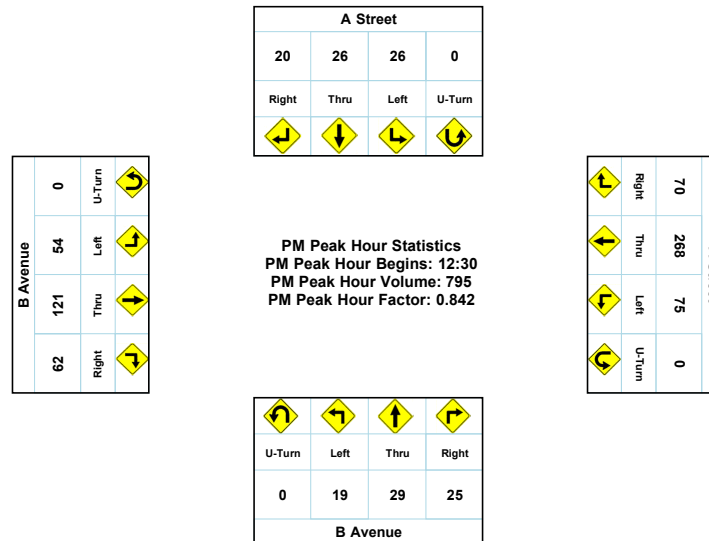 A Street
20 26 26 0
Right Thru Left U-Turn
B Avenue
0 54 121 62
U-Turn Left Thru Right
PM Peak Hour Statistics
PM Peak Hour Begins: 12:30
PM Peak Hour Volume: 795
PM Peak Hour Factor: 0.842
Right Thru Left U-Turn
70 268 75 0
U-Turn Left Thru Right
0 19 29 25
B Avenue